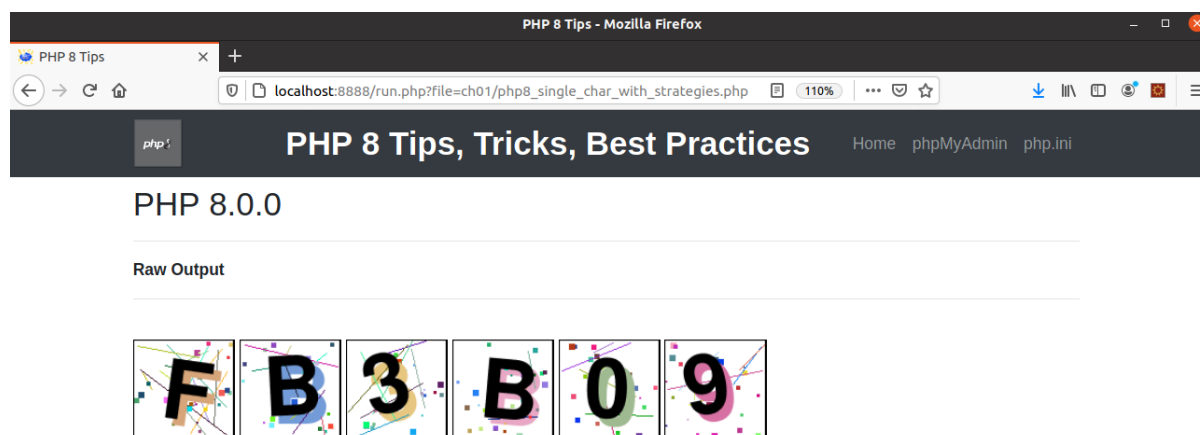 PHP 8 Tips - Mozilla Firefox
PHP 8 Tips
localhost:8888/run.php?file=ch01/php8_single_char_with_strategies.php 110%
php8 PHP 8 Tips, Tricks, Best Practices Home phpMyAdmin php.ini
PHP 8.0.0
Raw Output
F B 3 B 0 9